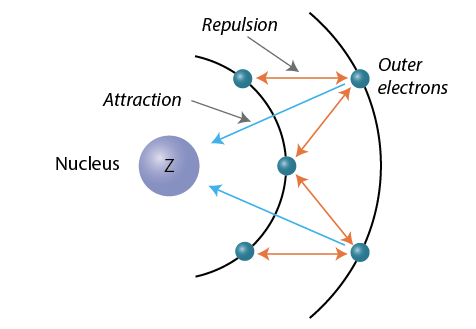 Repulsion
Outer
electrons
Attraction
Nucleus
Z